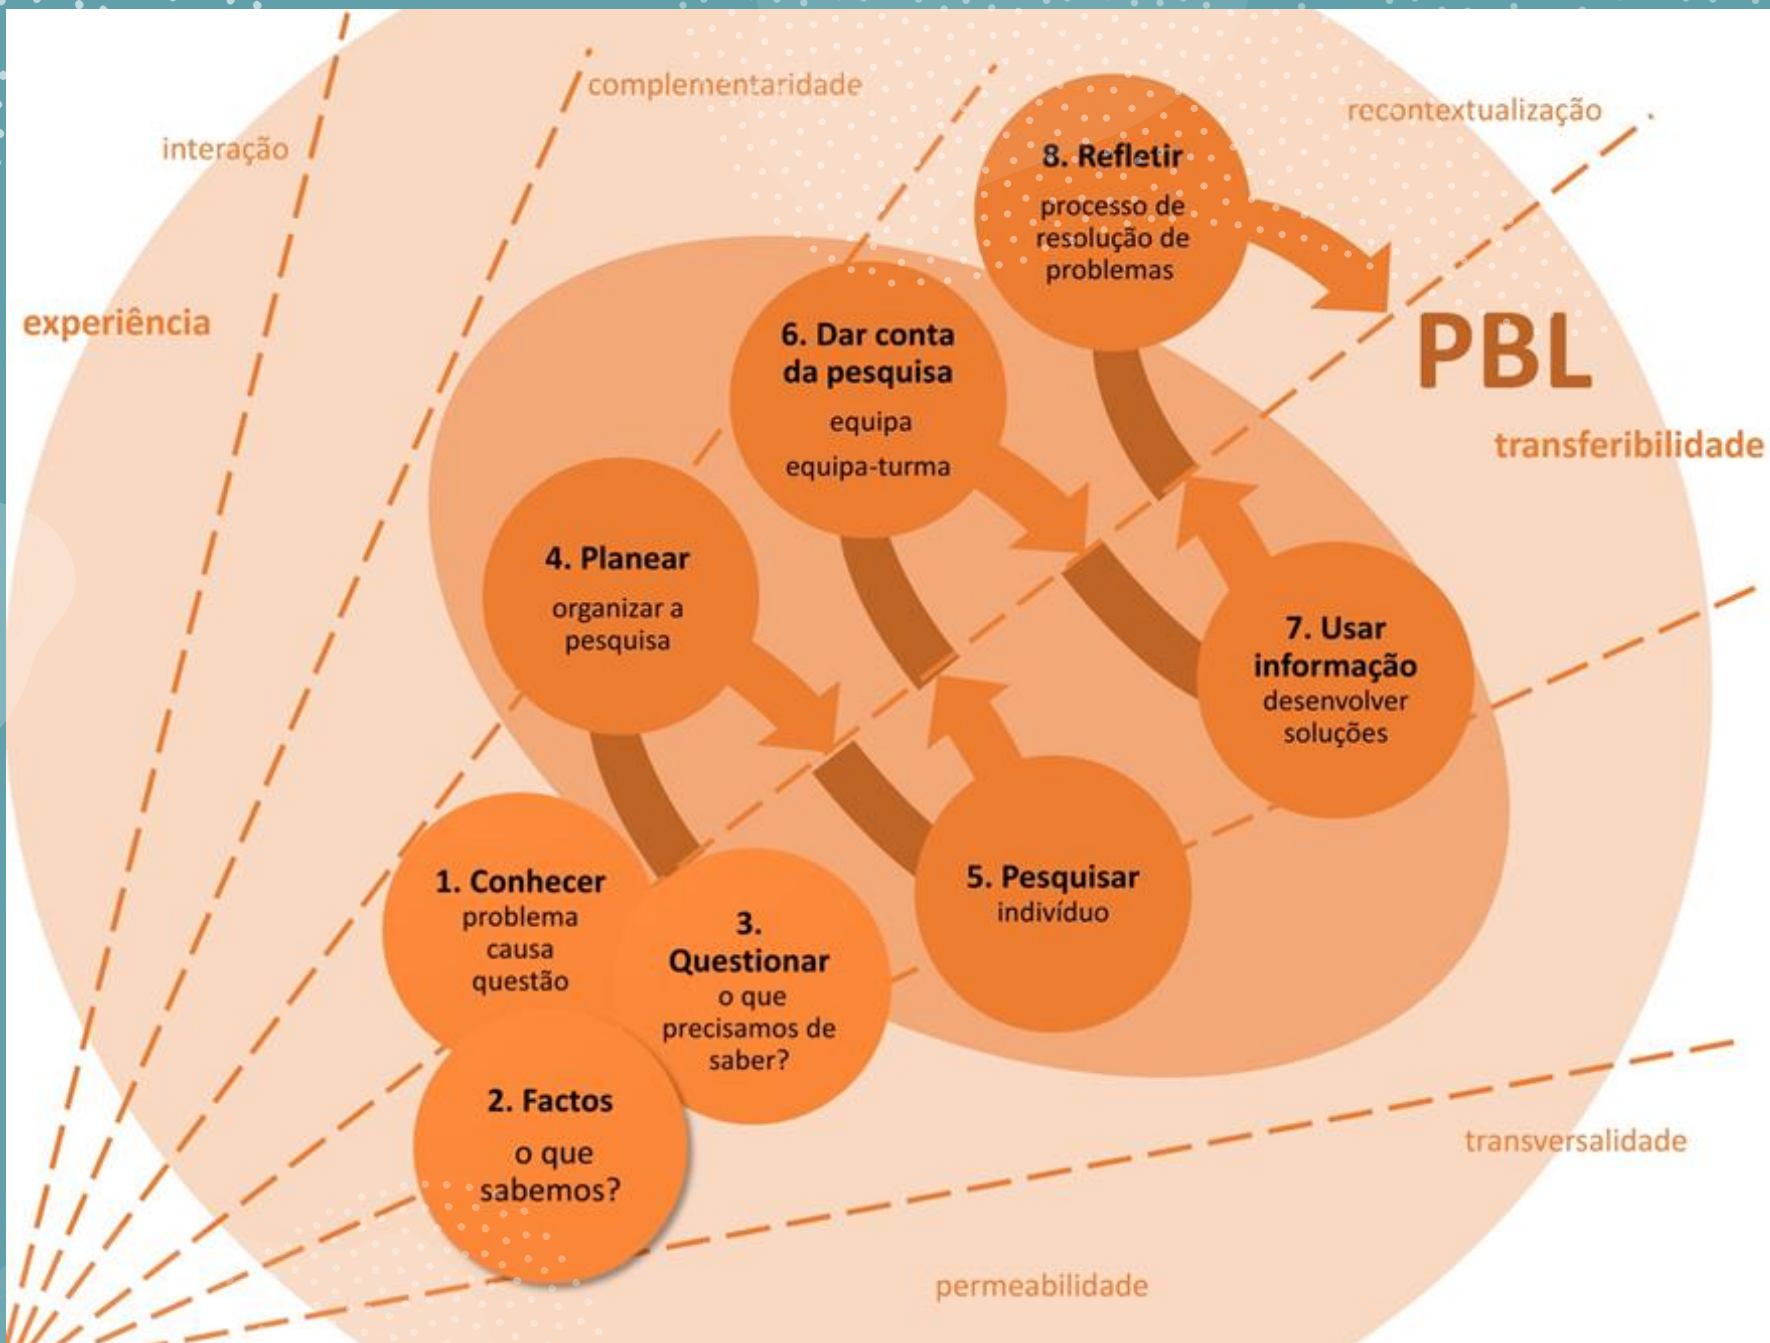 complementaridade
recontextualização
interação
8. Refletir
processo de
resolução de
problemas
experiência
PBL
6. Dar conta
da pesquisa
equipa
equipa-turma
transferibilidade
4. Planear
organizar a
pesquisa
7. Usar
informação
desenvolver
soluções
1. Conhecer
problema
causa
questão
5. Pesquisar
indivíduo
3.
Questionar
o que
precisamos de
saber?
2. Factos
o que
sabemos?
transversalidade
permeabilidade